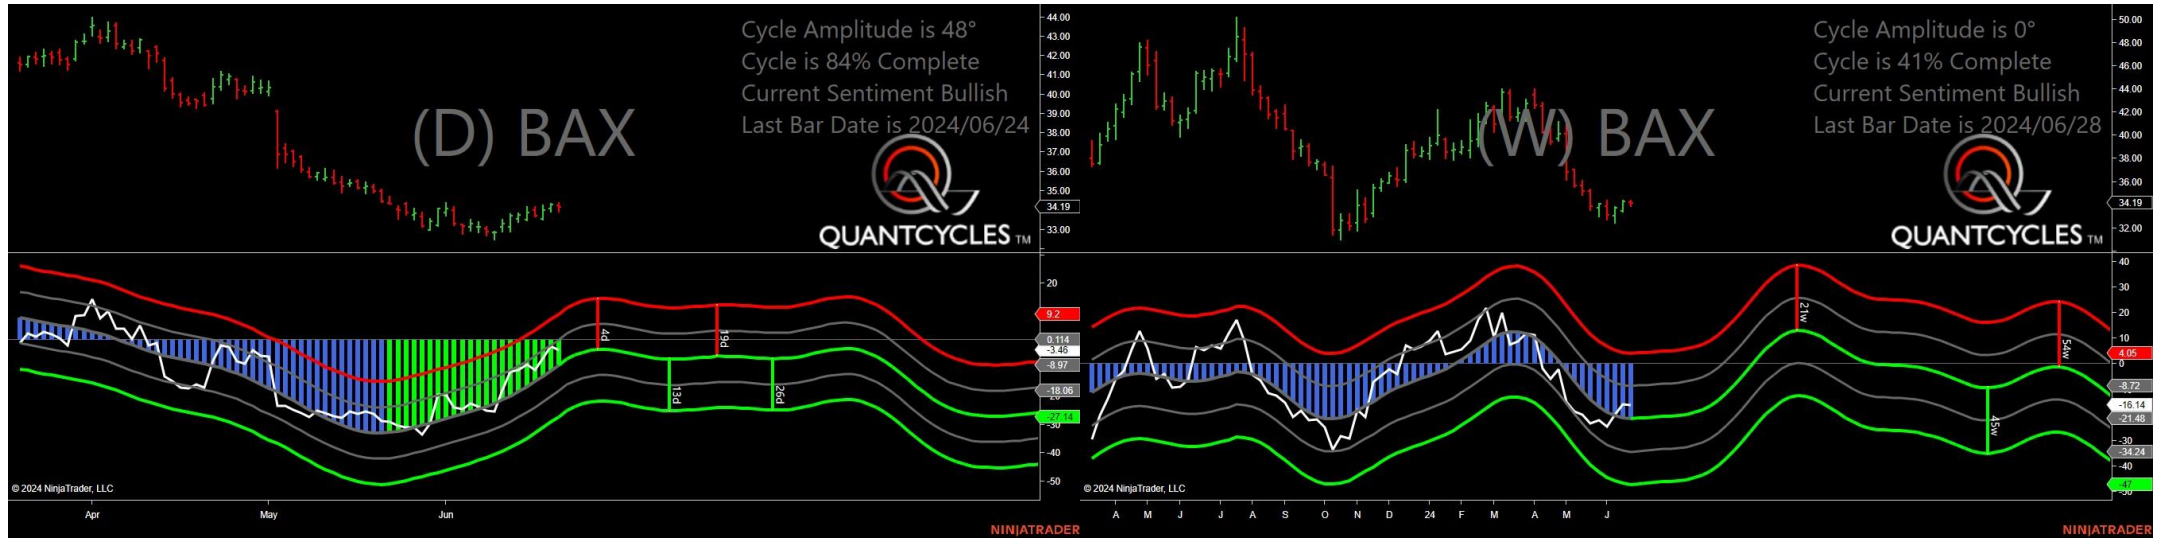 Cycle Amplitude is 48°
Cycle is 84% Complete
Current Sentiment Bullish
Last Bar Date is 2024/06/24
(D) BAX
QUANTCYCLES TM
44.00
43.00
42.00
41.00
40.00
39.00
38.00
37.00
36.00
35.00
34.19
33.00
20
9.2
0.114
-3.46
-8.97
-18.06
-27.14
-30
-40
-50
4d
13d
19d
26d
© 2024 NinjaTrader, LLC
Apr May Jun
NINJATRADER
Cycle Amplitude is 0°
Cycle is 41% Complete
Current Sentiment Bullish
Last Bar Date is 2024/06/28
(W) BAX
QUANTCYCLES TM
50.00
48.00
46.00
44.00
42.00
40.00
38.00
36.00
34.19
32.00
40
30
20
10
4.05
0
-8.72
-16.14
-21.48
-30
-34.24
-40
-47
21w
45w
54w
© 2024 NinjaTrader, LLC
A M J J A S O N D 24 F M A M J
NINJATRADER